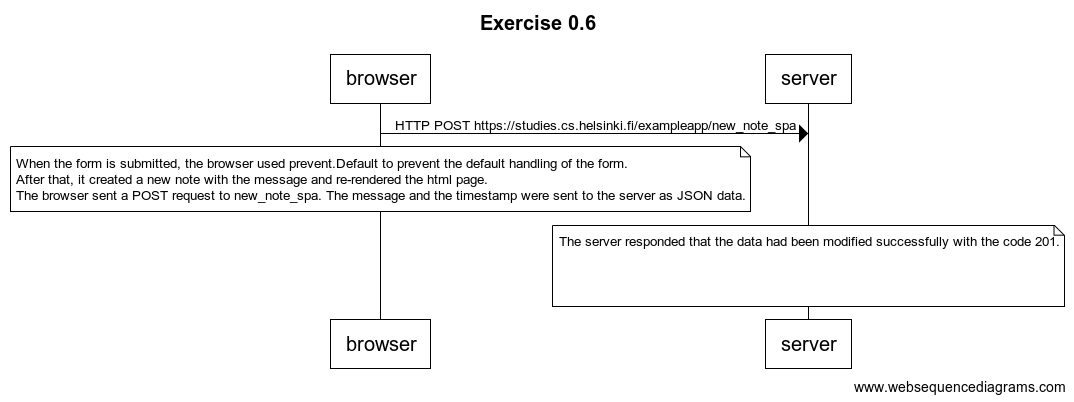 Exercise 0.6
browser
server
HTTP POST https://studies.cs.helsinki.fi/exampleapp/new_note_spa
When the form is submitted, the browser used prevent.Default to prevent the default handling of the form.
After that, it created a new note with the message and re-rendered the html page.
The browser sent a POST request to new_note_spa. The message and the timestamp were sent to the server as JSON data.
The server responded that the data had been modified successfully with the code 201.
browser
server
www.websequencediagrams.com